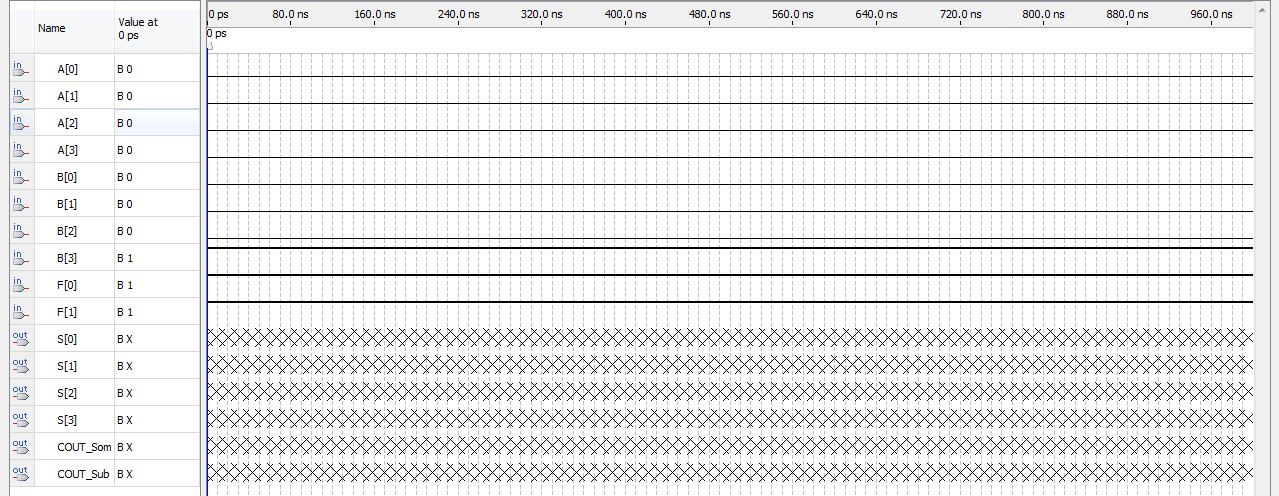 Name Value at 0 ps
0 ps 80.0 ns 160.0 ns 240.0 ns 320.0 ns 400.0 ns 480.0 ns 560.0 ns 640.0 ns 720.0 ns 800.0 ns 880.0 ns 960.0 ns
0 ps
in A[0] B 0
in A[1] B 0
in A[2] B 0
in A[3] B 0
in B[0] B 0
in B[1] B 0
in B[2] B 0
in B[3] B 1
in F[0] B 1
in F[1] B 1
out S[0] B X
out S[1] B X
out S[2] B X
out S[3] B X
out COUT_Som B X
out COUT_Sub B X